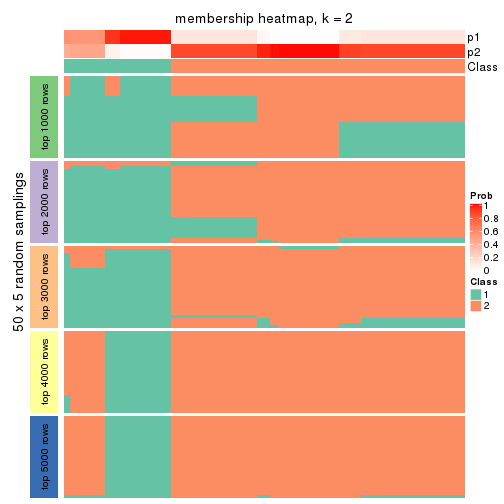 membership heatmap, k = 2
p1
p2
Class
50 x 5 random samplings
top 1000 rows
top 2000 rows
top 3000 rows
top 4000 rows
top 5000 rows
Prob
1
0.8
0.6
0.4
0.2
0
Class
1
2